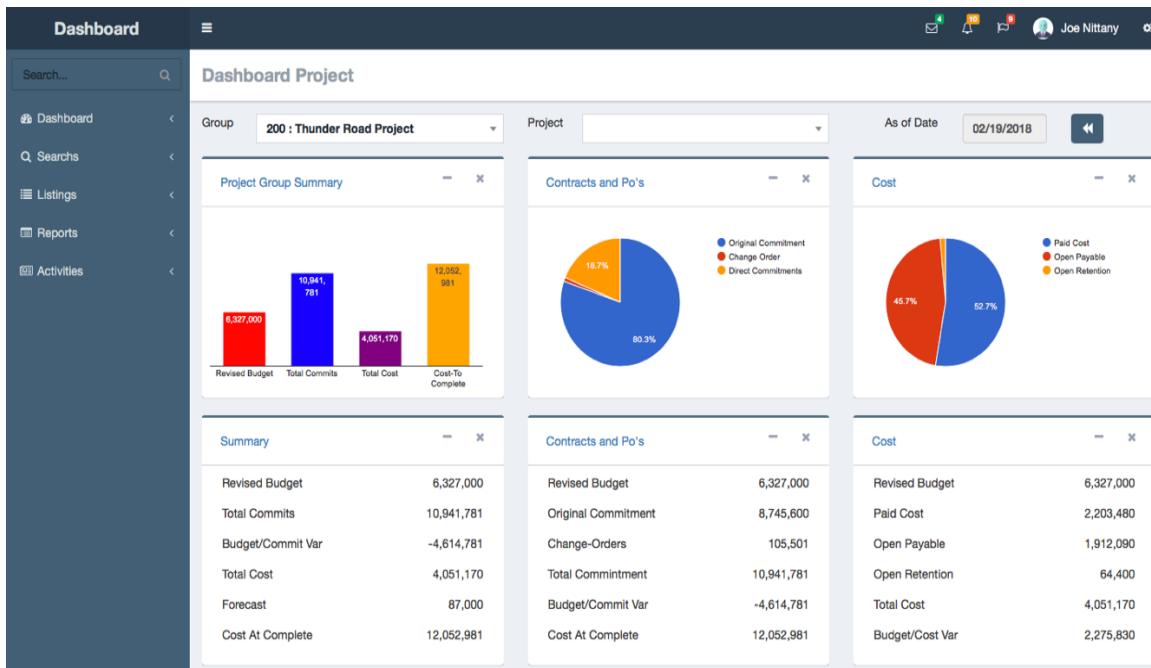 Dashboard
4
10
9
Joe Nittany
Search...
Dashboard Project
Dashboard
Searchs
Listings
Reports
Activities
Group
200 : Thunder Road Project
Project
As of Date
02/19/2018
Project Group Summary
6,327,000
10,941,
781
4,051,170
12,052,
981
Revised Budget
Total Commits
Total Cost
Cost-To
Complete
Contracts and Po's
18.7%
80.3%
Original Commitment
Change Order
Direct Commitments
Cost
45.7%
52.7%
Paid Cost
Open Payable
Open Retention
Summary
Revised Budget 6,327,000
Total Commits 10,941,781
Budget/Commit Var -4,614,781
Total Cost 4,051,170
Forecast 87,000
Cost At Complete 12,052,981
Contracts and Po's
Revised Budget 6,327,000
Original Commitment 8,745,600
Change-Orders 105,501
Total Commintment 10,941,781
Budget/Commit Var -4,614,781
Cost At Complete 12,052,981
Cost
Revised Budget 6,327,000
Paid Cost 2,203,480
Open Payable 1,912,090
Open Retention 64,400
Total Cost 4,051,170
Budget/Cost Var 2,275,830